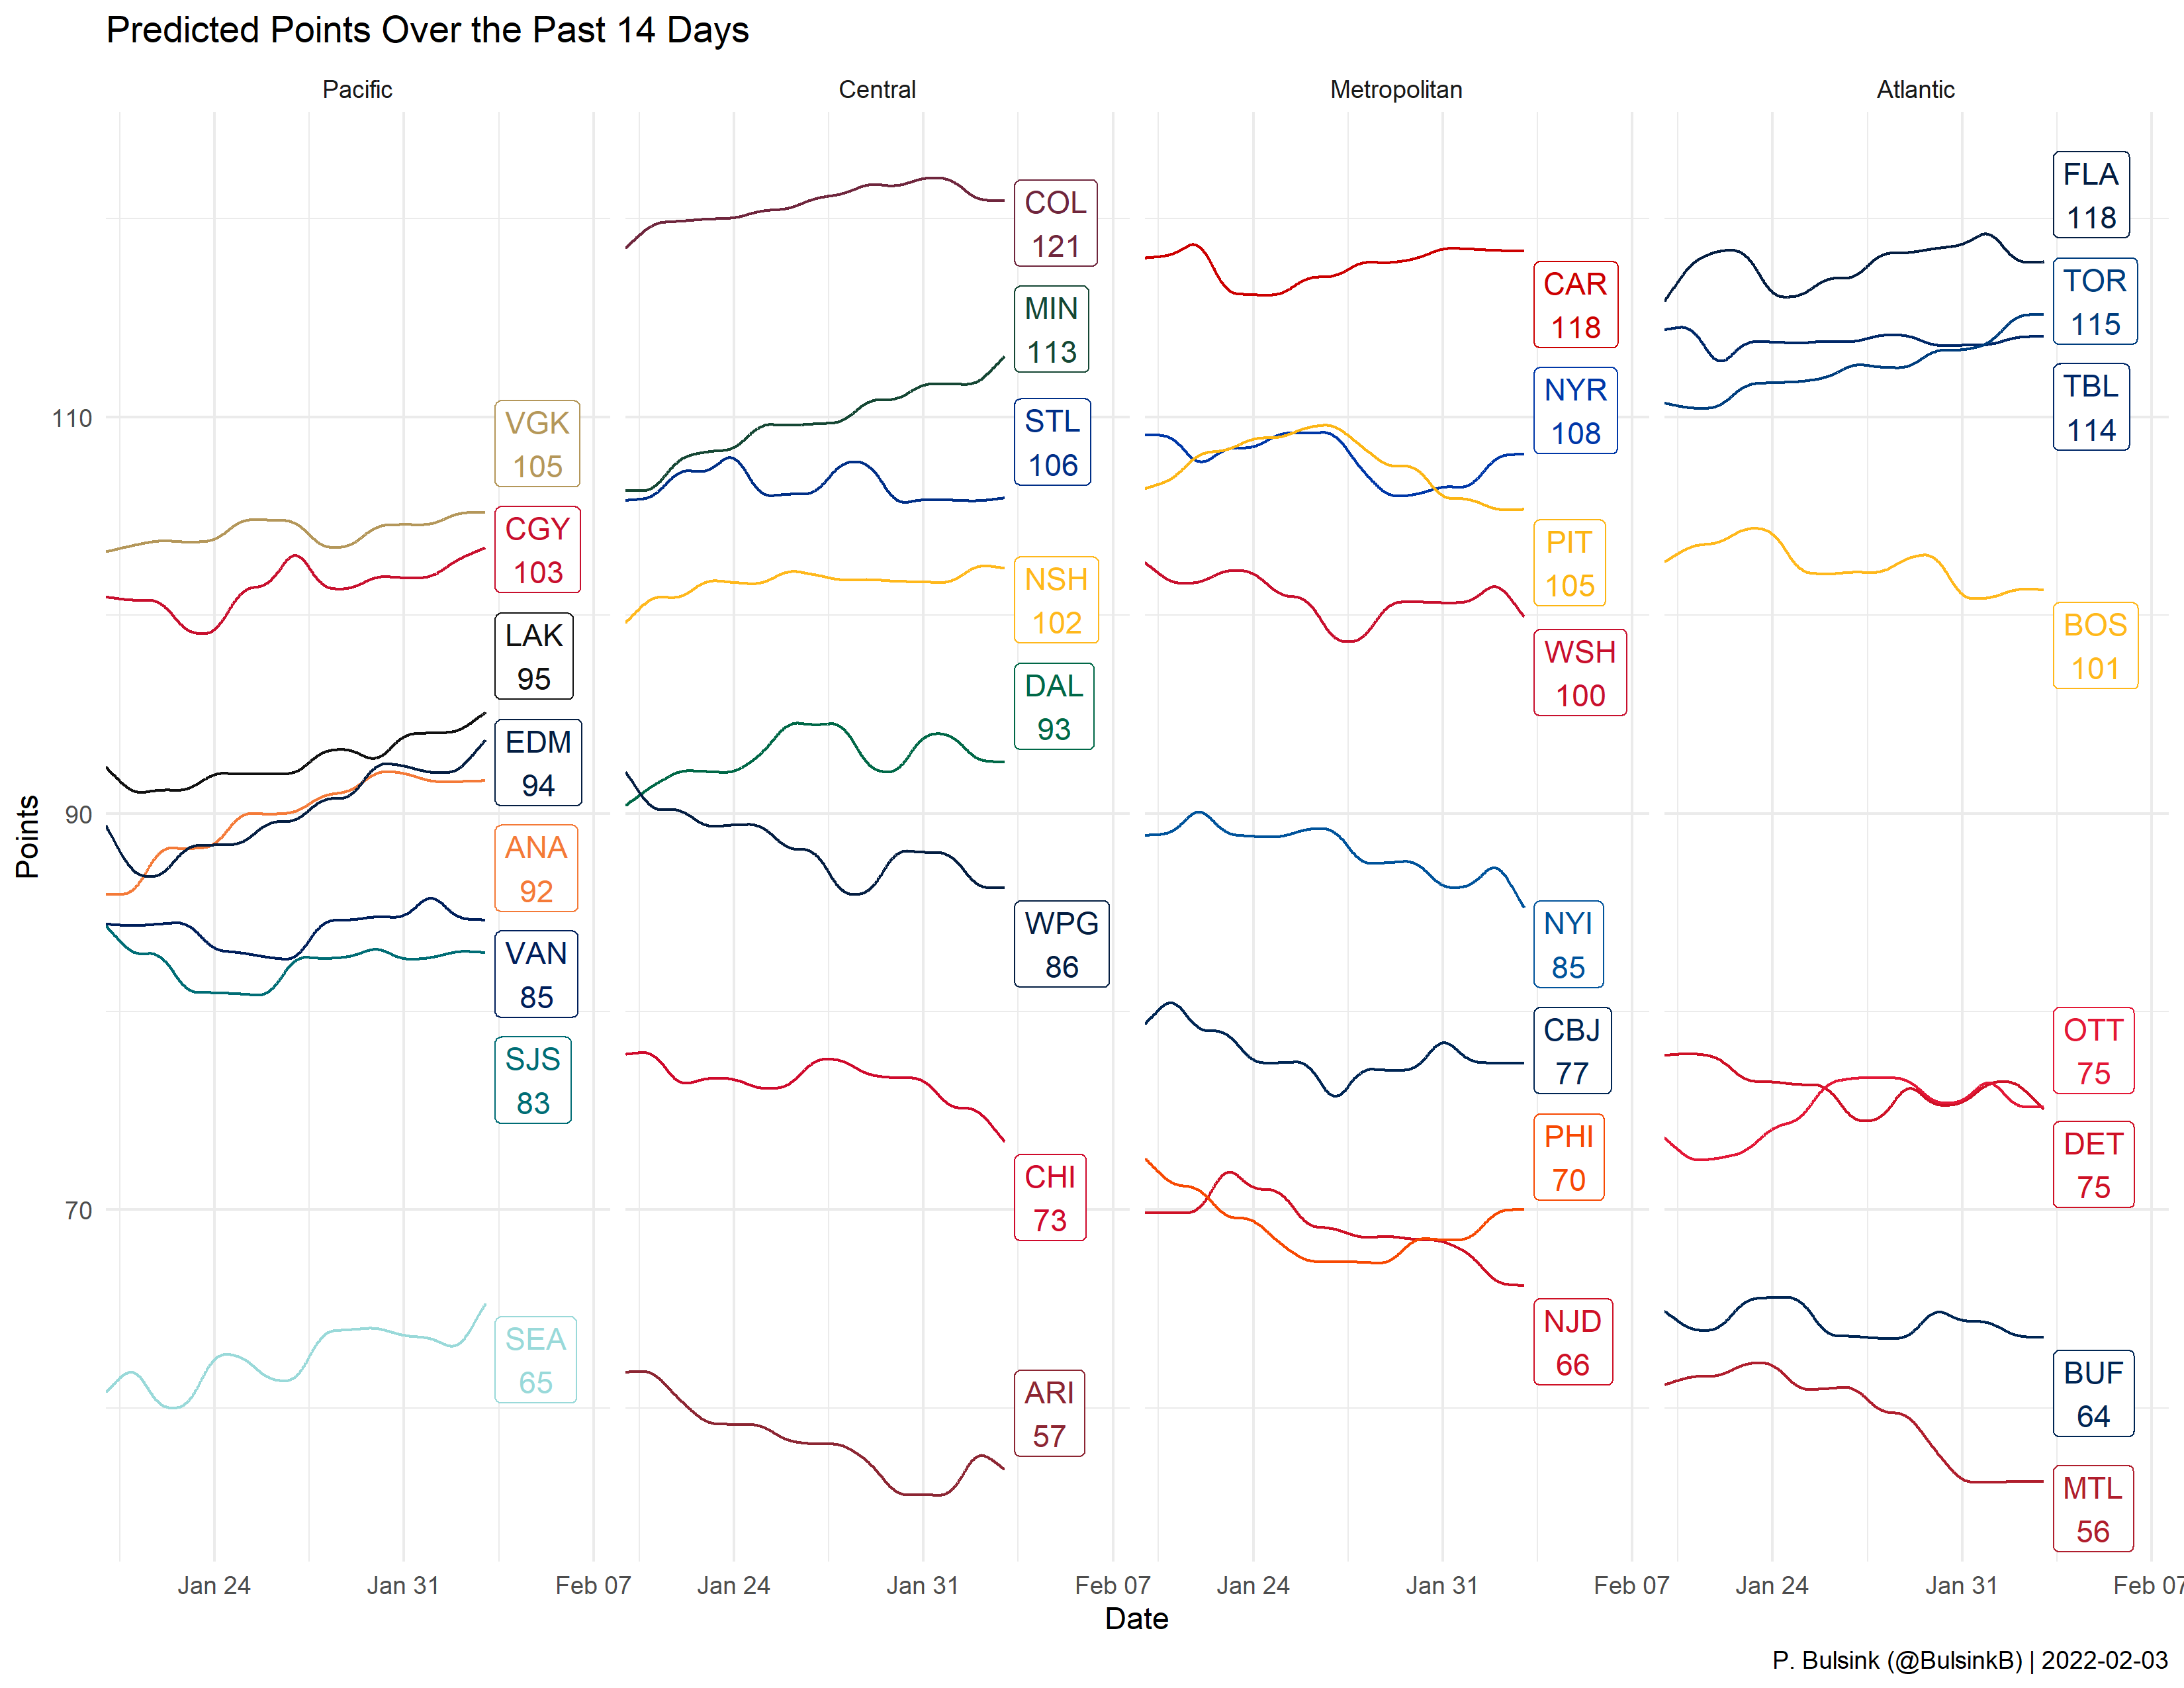 Predicted Points Over the Past 14 Days
Pacific
Central
Metropolitan
Atlantic
Points
110
90
70
VGK
105
CGY
103
LAK
95
EDM
94
ANA
92
VAN
85
SJS
83
SEA
65
COL
121
MIN
113
STL
106
NSH
102
DAL
93
WPG
86
CHI
73
ARI
57
CAR
118
NYR
108
PIT
105
WSH
100
NYI
85
CBJ
77
PHI
70
NJD
66
FLA
118
TOR
115
TBL
114
BOS
101
OTT
75
DET
75
BUF
64
MTL
56
Jan 24
Jan 31
Feb 07
Jan 24
Jan 31
Feb 07
Jan 24
Jan 31
Feb 07
Jan 24
Jan 31
Feb 07
Date
P. Bulsink (@BulsinkB) | 2022-02-03